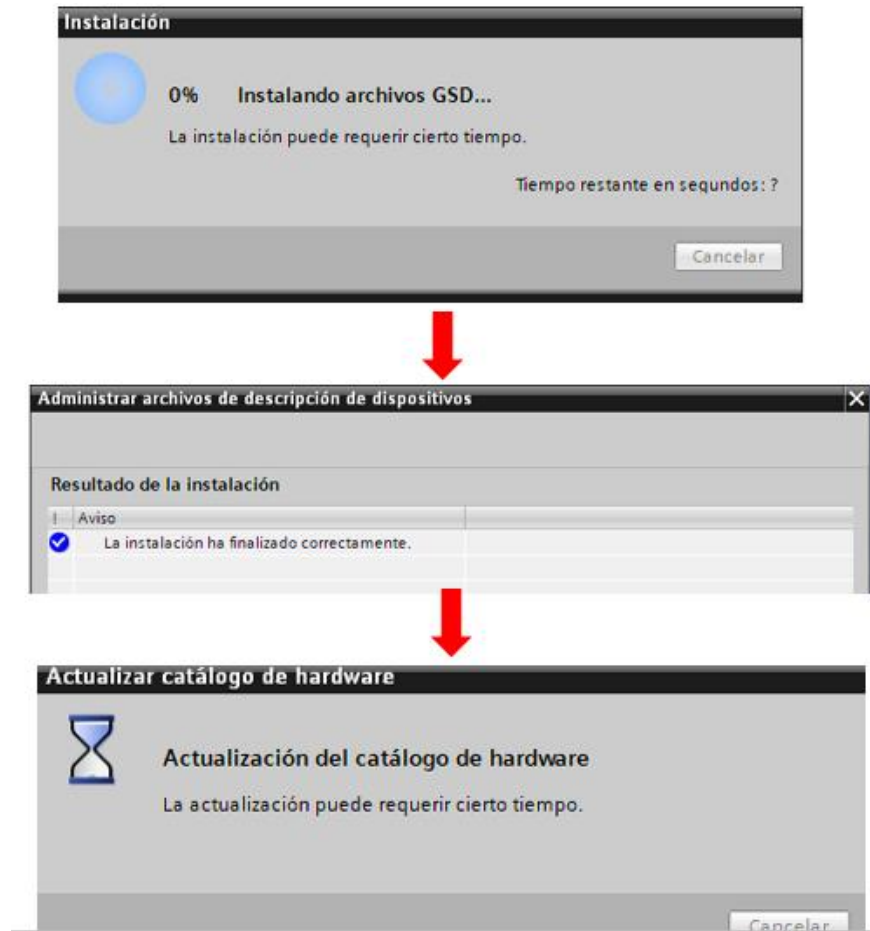 Instalación
0% Instalando archivos GSD...
La instalación puede requerir cierto tiempo.
Tiempo restante en segundos: ?
Cancelar
Administrar archivos de descripción de dispositivos
Resultado de la instalación
! Aviso
La instalación ha finalizado correctamente.
Actualizar catálogo de hardware
Actualización del catálogo de hardware
La actualización puede requerir cierto tiempo.
Cancelar